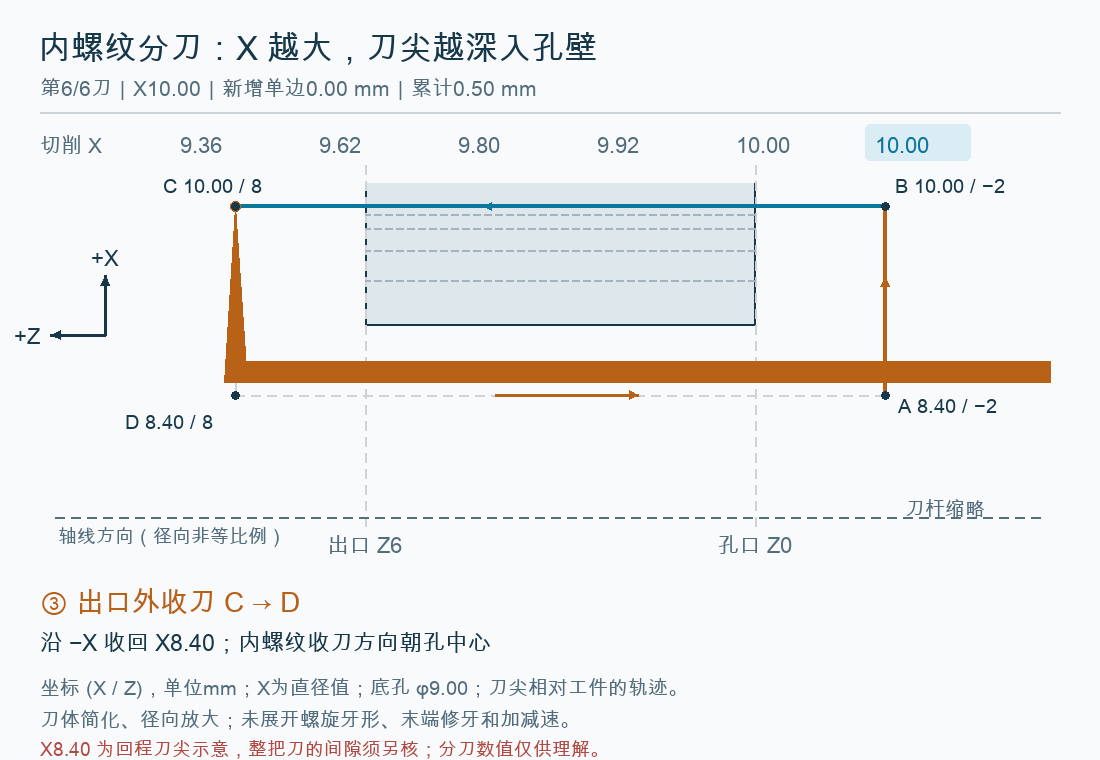 内螺纹分刀：X 越大，刀尖越深入孔壁
第6/6刀 | X10.00 | 新增单边0.00 mm | 累计0.50 mm
切削 X 9.36 9.62 9.80 9.92 10.00 10.00
C 10.00 / 8
B 10.00 / −2
+X
+Z
D 8.40 / 8
A 8.40 / −2
刀杆缩略
轴线方向（径向非等比例）
出口 Z6
孔口 Z0
③ 出口外收刀 C → D
沿 −X 收回 X8.40；内螺纹收刀方向朝孔中心
坐标 (X / Z)，单位mm；X为直径值；底孔 φ9.00；刀尖相对工件的轨迹。
刀体简化、径向放大；未展开螺旋牙形、末端修牙和加减速。
X8.40 为回程刀尖示意，整把刀的间隙须另核；分刀数值仅供理解。